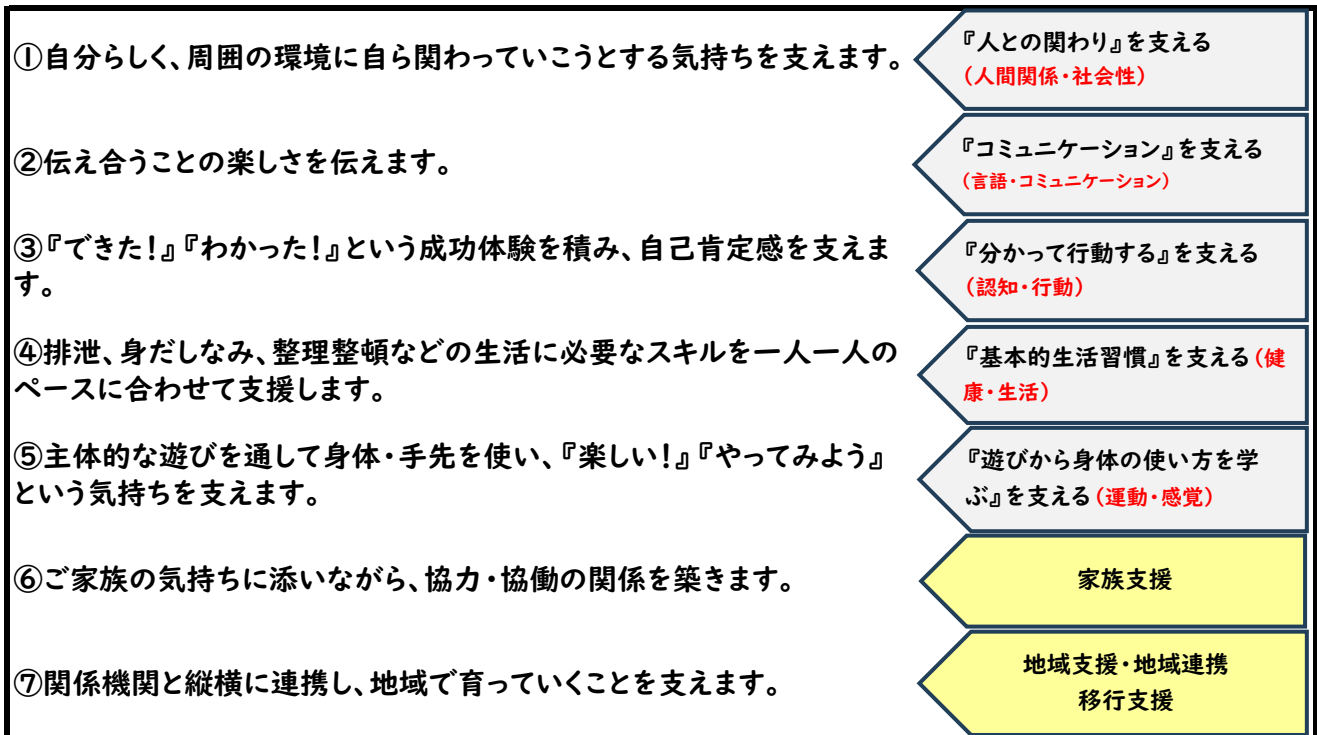 ①自分らしく、周囲の環境に自ら関わっていこうとする気持ちを支えます。
『人との関わり』を支える
(人間関係・社会性)
②伝え合うことの楽しさを伝えます。
『コミュニケーション』を支える
(言語・コミュニケーション)
③『できた!』『わかった!』という成功体験を積み、自己肯定感を支えま
す。
『分かって行動する』を支える
(認知・行動)
④排泄、身だしなみ、整理整頓などの生活に必要なスキルを一人一人の
ペースに合わせて支援します。
『基本的生活習慣』を支える(健
康・生活)
⑤主体的な遊びを通して身体・手先を使い、『楽しい!』『やってみよう』
という気持ちを支えます。
『遊びから身体の使い方を学
ぶ』を支える(運動・感覚)
⑥ご家族の気持ちに添いながら、協力・協働の関係を築きます。
家族支援
⑦関係機関と縦横に連携し、地域で育っていくことを支えます。
地域支援・地域連携
移行支援